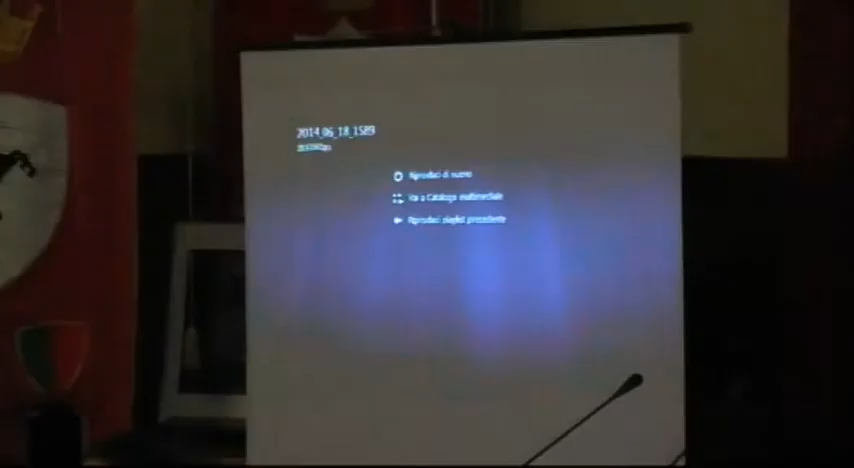 2014_06_18_1589
Riproduci di nuovo
Vai a Catalogo multimediale
Riproduci playlist precedente